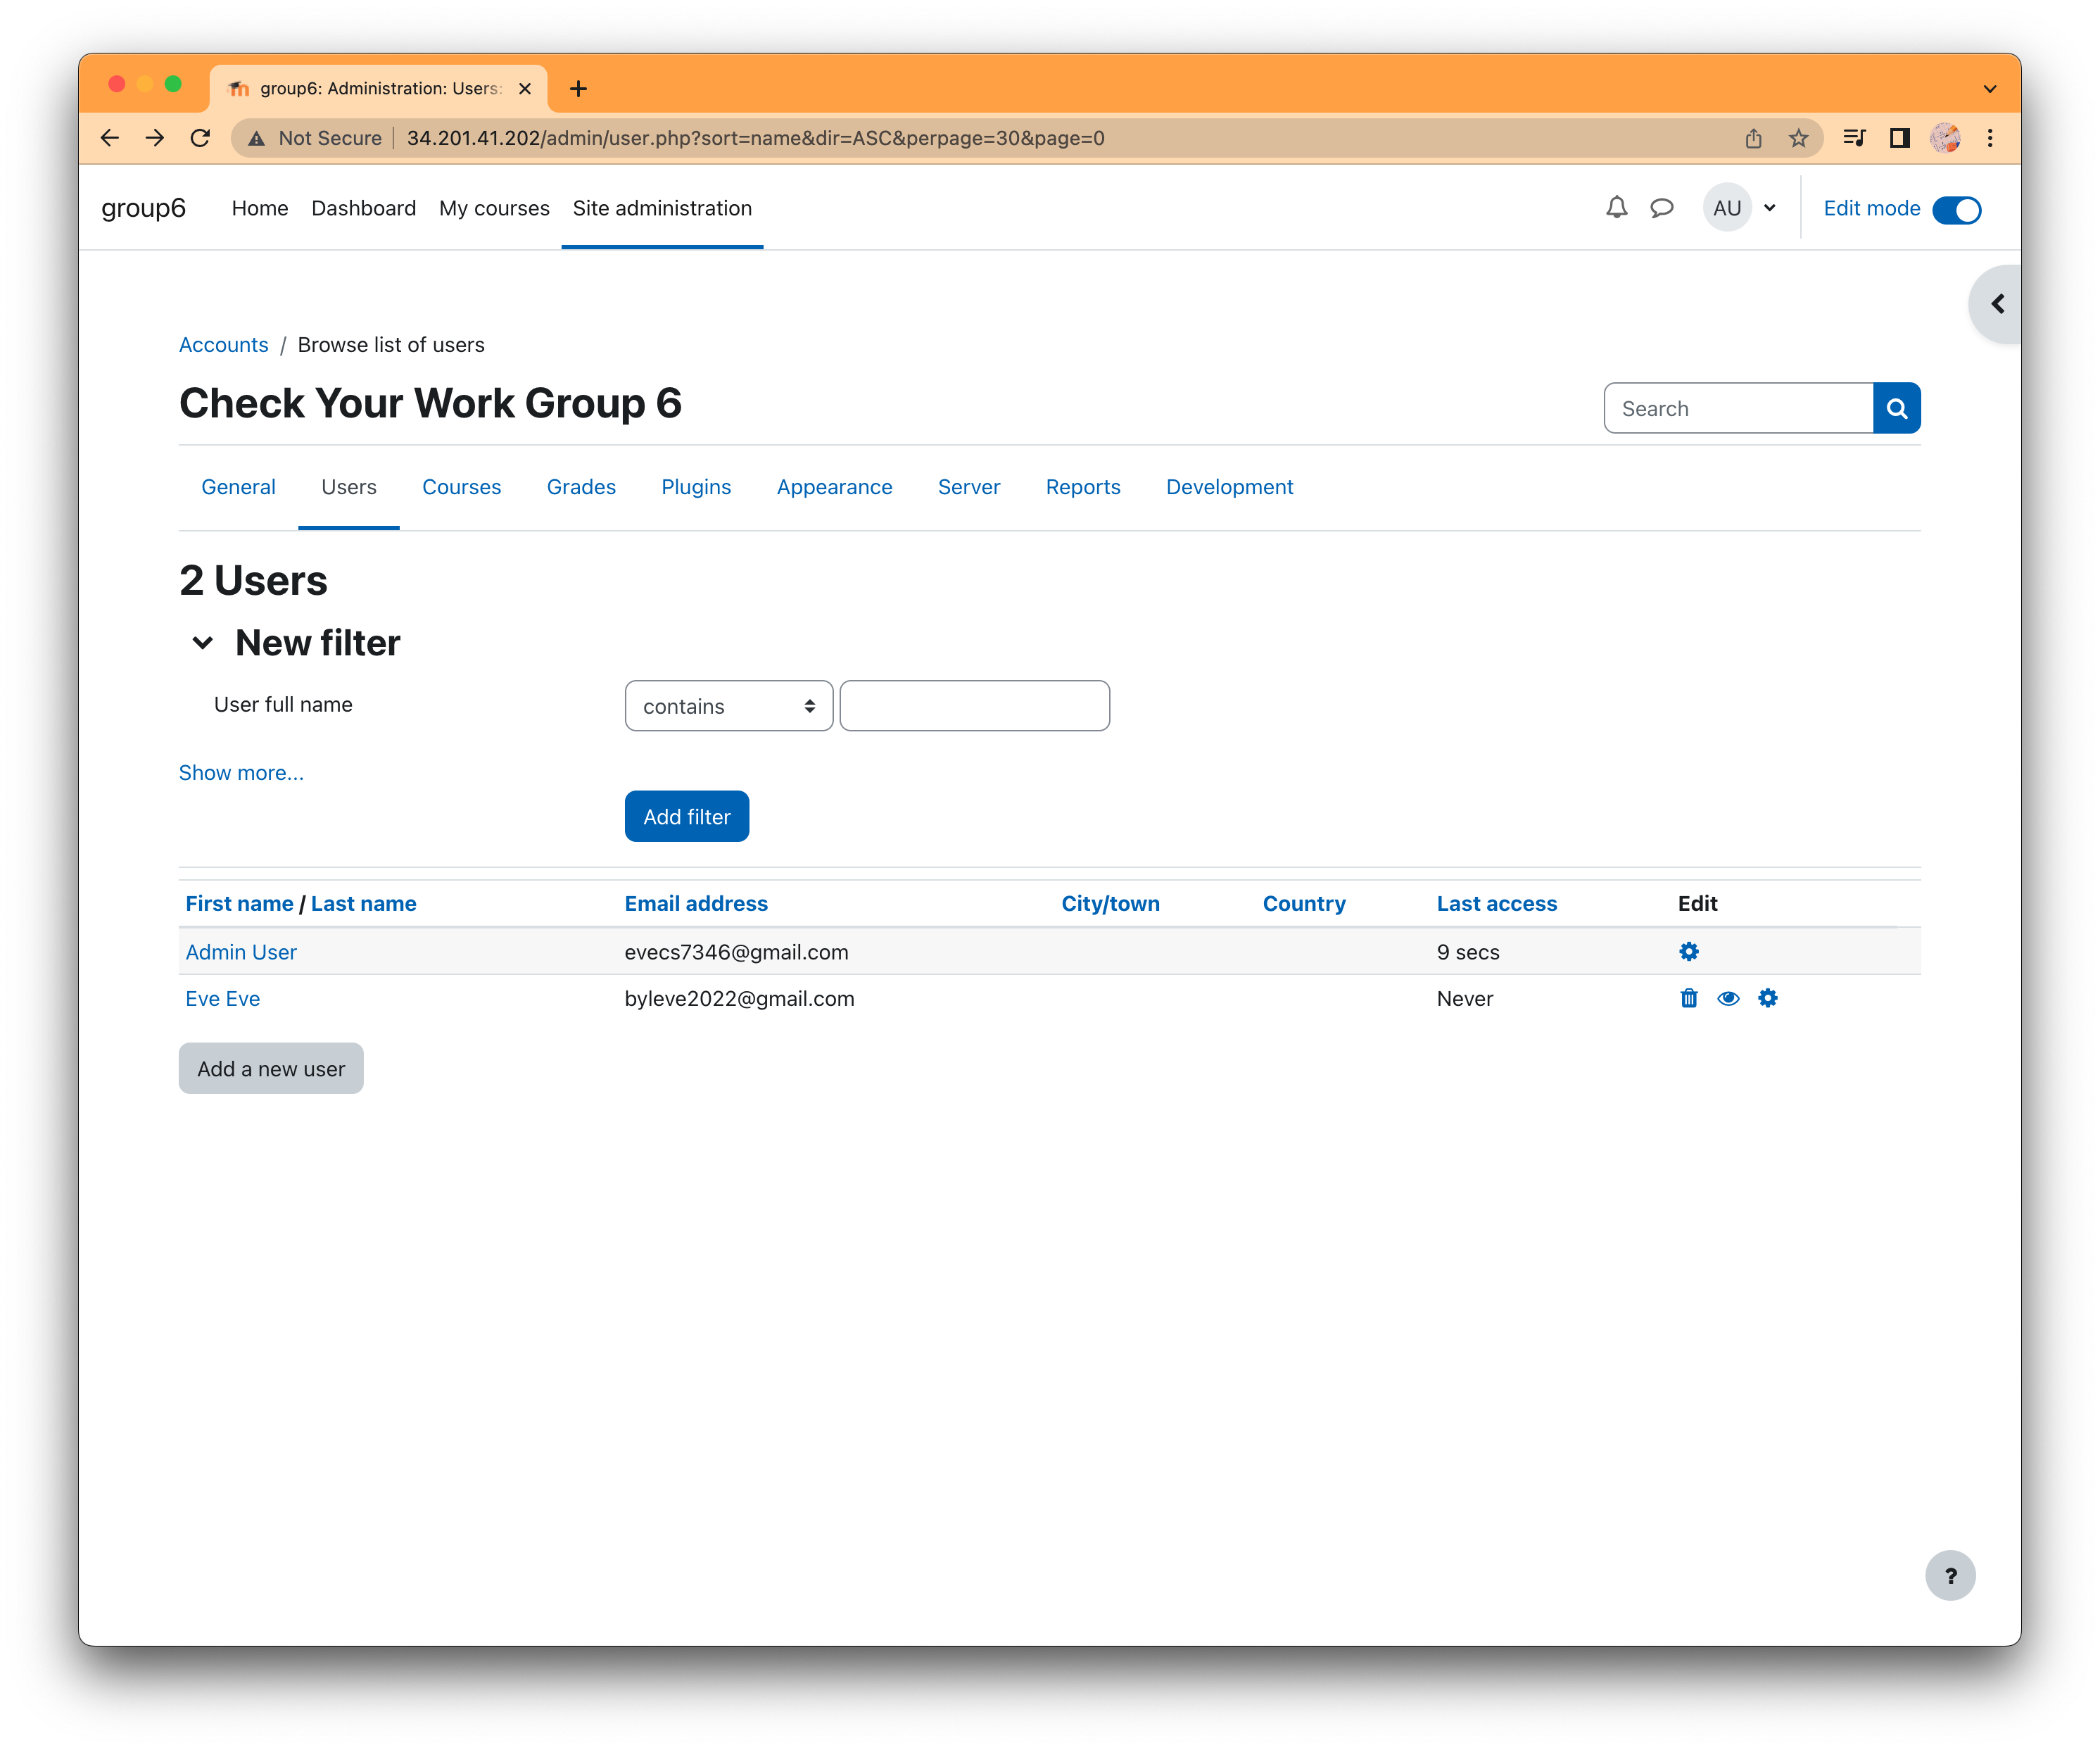 group6: Administration: Users:
Not Secure 34.201.41.202/admin/user.php?sort=name&dir=ASC&perpage=30&page=0
group6 Home Dashboard My courses Site administration AU Edit mode
Accounts / Browse list of users
Check Your Work Group 6
Search
General Users Courses Grades Plugins Appearance Server Reports Development
2 Users
New filter
User full name contains
Show more...
Add filter
First name / Last name Email address City/town Country Last access Edit
Admin User evecs7346@gmail.com 9 secs
Eve Eve byleve2022@gmail.com Never
Add a new user
?